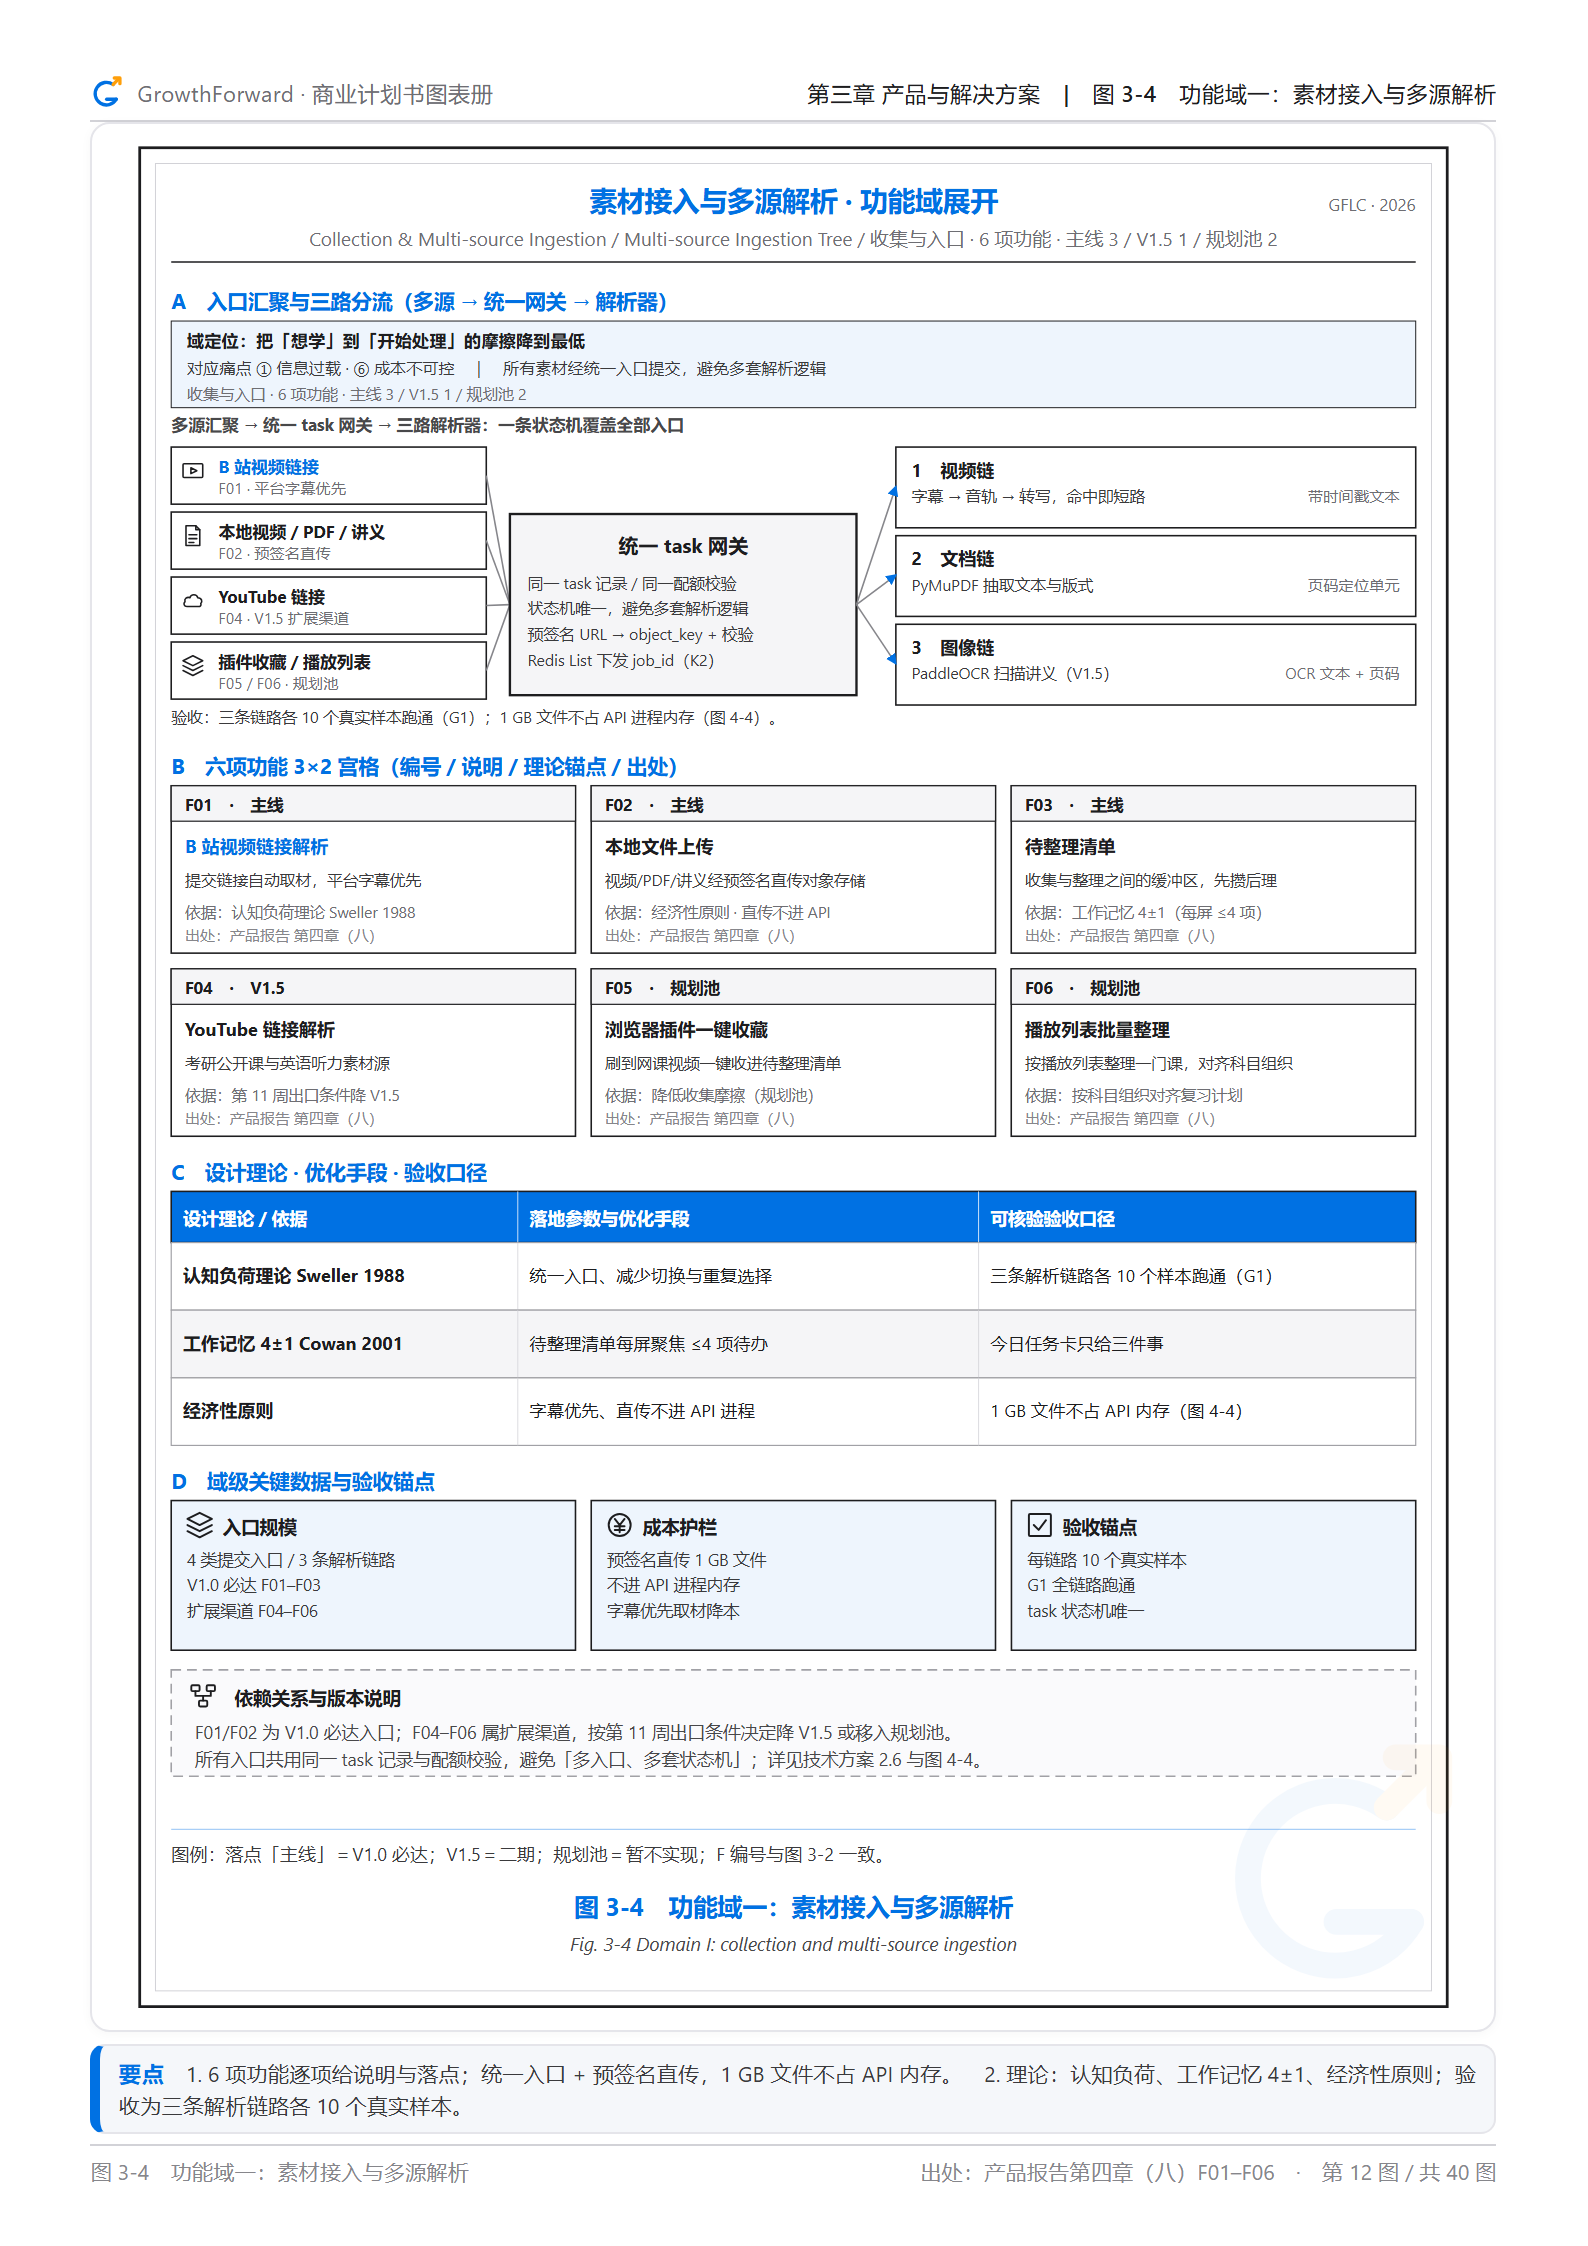 GrowthForward · 商业计划书图表册
第三章 产品与解决方案 | 图 3-4 功能域一：素材接入与多源解析
素材接入与多源解析 · 功能域展开
GFLC · 2026
Collection & Multi-source Ingestion / Multi-source Ingestion Tree / 收集与入口 · 6 项功能 · 主线 3 / V1.5 1 / 规划池 2
A 入口汇聚与三路分流（多源 → 统一网关 → 解析器）
域定位：把「想学」到「开始处理」的摩擦降到最低
对应痛点 ① 信息过载 · ⑥ 成本不可控 | 所有素材经统一入口提交，避免多套解析逻辑
收集与入口 · 6 项功能 · 主线 3 / V1.5 1 / 规划池 2
多源汇聚 → 统一 task 网关 → 三路解析器：一条状态机覆盖全部入口
B 站视频链接
F01 · 平台字幕优先
本地视频 / PDF / 讲义
F02 · 预签名直传
YouTube 链接
F04 · V1.5 扩展渠道
插件收藏 / 播放列表
F05 / F06 · 规划池
统一 task 网关
同一 task 记录 / 同一配额校验
状态机唯一，避免多套解析逻辑
预签名 URL → object_key + 校验
Redis List 下发 job_id（K2）
1 视频链
字幕 → 音轨 → 转写，命中即短路 带时间戳文本
2 文档链
PyMuPDF 抽取文本与版式 页码定位单元
3 图像链
PaddleOCR 扫描讲义（V1.5） OCR 文本 + 页码
验收：三条链路各 10 个真实样本跑通（G1）；1 GB 文件不占 API 进程内存（图 4-4）。
B 六项功能 3×2 宫格（编号 / 说明 / 理论锚点 / 出处）
F01 · 主线
B 站视频链接解析
提交链接自动取材，平台字幕优先
依据：认知负荷理论 Sweller 1988
出处：产品报告 第四章（八）
F02 · 主线
本地文件上传
视频/PDF/讲义经预签名直传对象存储
依据：经济性原则 · 直传不进 API
出处：产品报告 第四章（八）
F03 · 主线
待整理清单
收集与整理之间的缓冲区，先攒后理
依据：工作记忆 4±1（每屏 ≤4 项）
出处：产品报告 第四章（八）
F04 · V1.5
YouTube 链接解析
考研公开课与英语听力素材源
依据：第 11 周出口条件降 V1.5
出处：产品报告 第四章（八）
F05 · 规划池
浏览器插件一键收藏
刷到网课视频一键收进待整理清单
依据：降低收集摩擦（规划池）
出处：产品报告 第四章（八）
F06 · 规划池
播放列表批量整理
按播放列表整理一门课，对齐科目组织
依据：按科目组织对齐复习计划
出处：产品报告 第四章（八）
C 设计理论 · 优化手段 · 验收口径
设计理论 / 依据 落地参数与优化手段 可核验验收口径
认知负荷理论 Sweller 1988 统一入口、减少切换与重复选择 三条解析链路各 10 个样本跑通（G1）
工作记忆 4±1 Cowan 2001 待整理清单每屏聚焦 ≤4 项待办 今日任务卡只给三件事
经济性原则 字幕优先、直传不进 API 进程 1 GB 文件不占 API 内存（图 4-4）
D 域级关键数据与验收锚点
入口规模
4 类提交入口 / 3 条解析链路
V1.0 必达 F01–F03
扩展渠道 F04–F06
成本护栏
预签名直传 1 GB 文件
不进 API 进程内存
字幕优先取材降本
验收锚点
每链路 10 个真实样本
G1 全链路跑通
task 状态机唯一
依赖关系与版本说明
F01/F02 为 V1.0 必达入口；F04–F06 属扩展渠道，按第 11 周出口条件决定降 V1.5 或移入规划池。
所有入口共用同一 task 记录与配额校验，避免「多入口、多套状态机」；详见技术方案 2.6 与图 4-4。
图例：落点「主线」＝V1.0 必达；V1.5＝二期；规划池＝暂不实现；F 编号与图 3-2 一致。
图 3-4 功能域一：素材接入与多源解析
Fig. 3-4 Domain I: collection and multi-source ingestion
要点 1. 6 项功能逐项给说明与落点；统一入口 + 预签名直传，1 GB 文件不占 API 内存。 2. 理论：认知负荷、工作记忆 4±1、经济性原则；验
收为三条解析链路各 10 个真实样本。
图 3-4 功能域一：素材接入与多源解析
出处：产品报告第四章（八）F01–F06 · 第 12 图 / 共 40 图